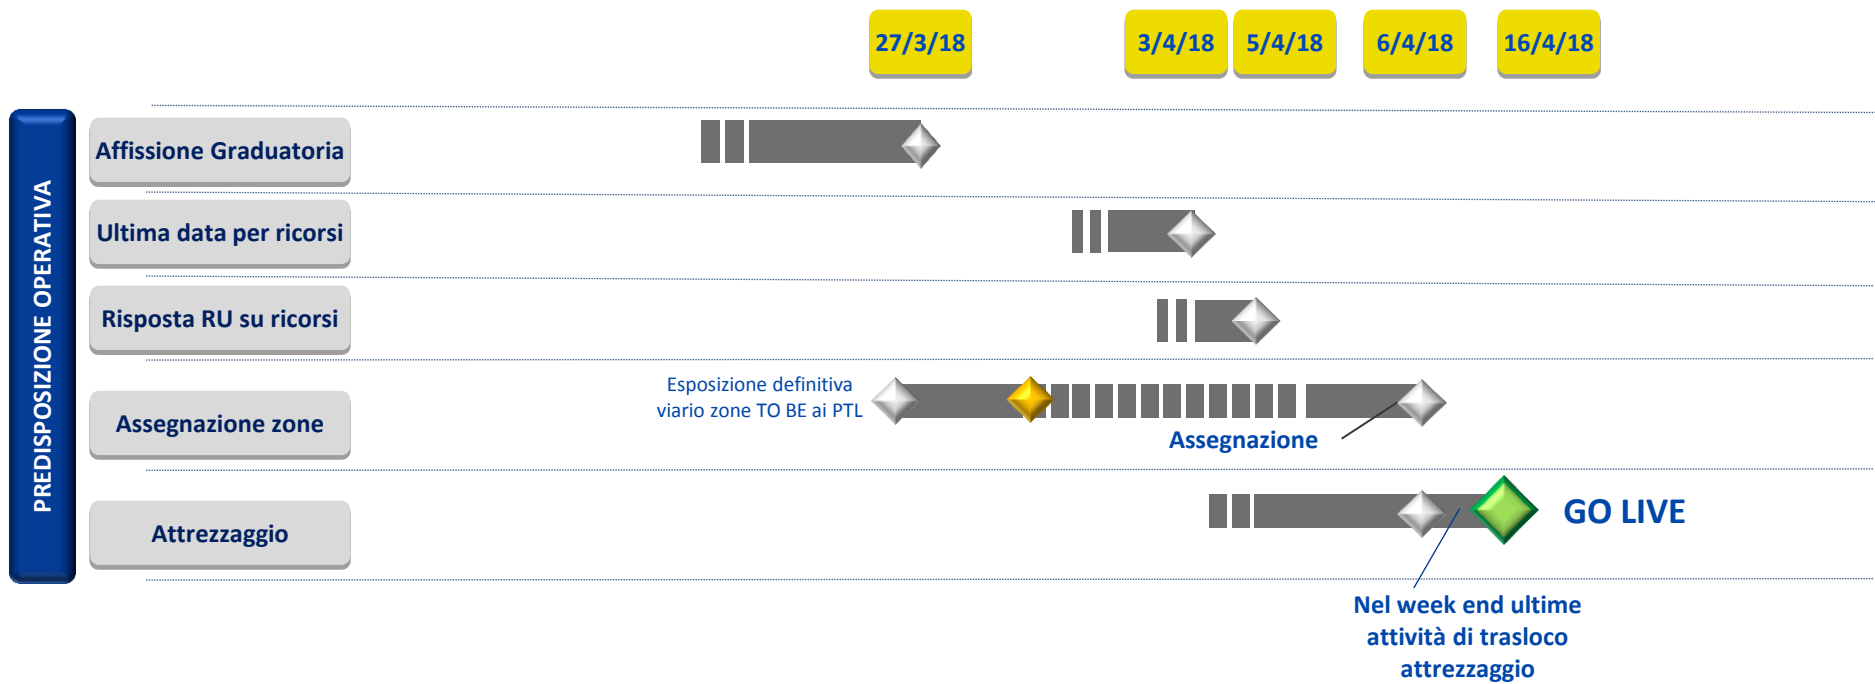 27/3/18 3/4/18 5/4/18 6/4/18 16/4/18
PREDISPOSIZIONE OPERATIVA
Affissione Graduatoria
Ultima data per ricorsi
Risposta RU su ricorsi
Esposizione definitiva
viario zone TO BE ai PTL
Assegnazione zone
Assegnazione
Attrezzaggio
GO LIVE
Nel week end ultime
attività di trasloco
attrezzaggio